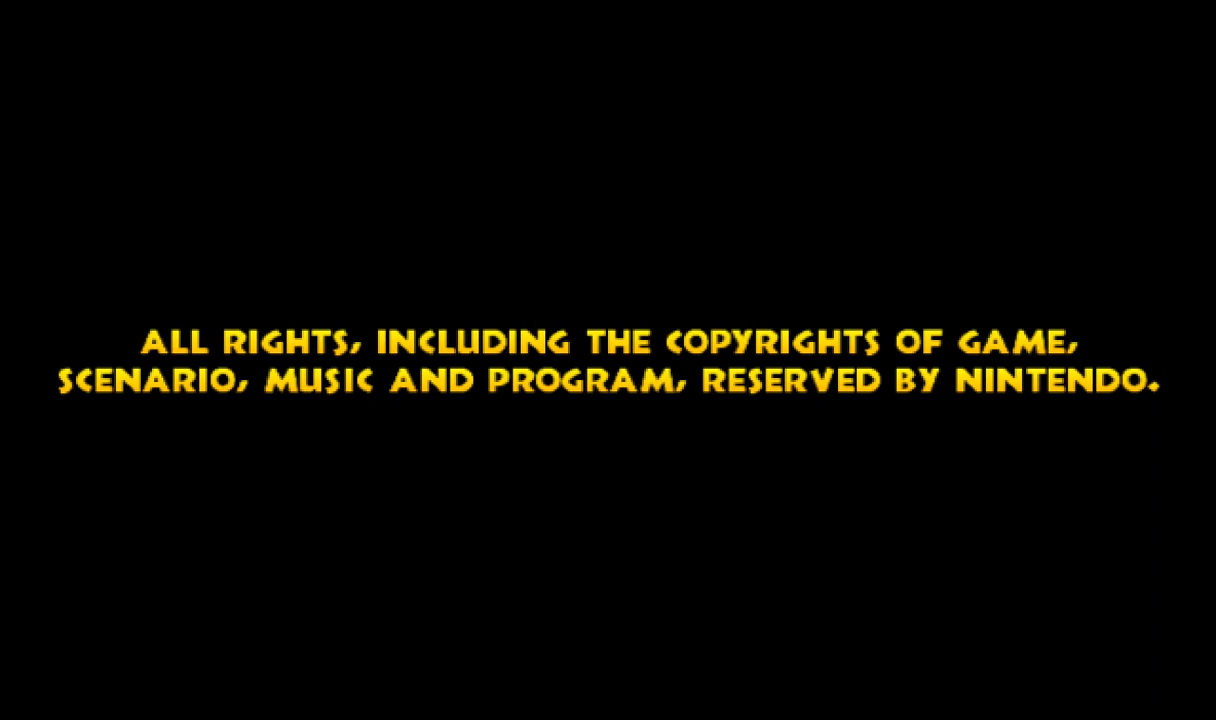 ALL RIGHTS, INCLUDING THE COPYRIGHTS OF GAME,
SCENARIO, MUSIC AND PROGRAM, RESERVED BY NINTENDO.